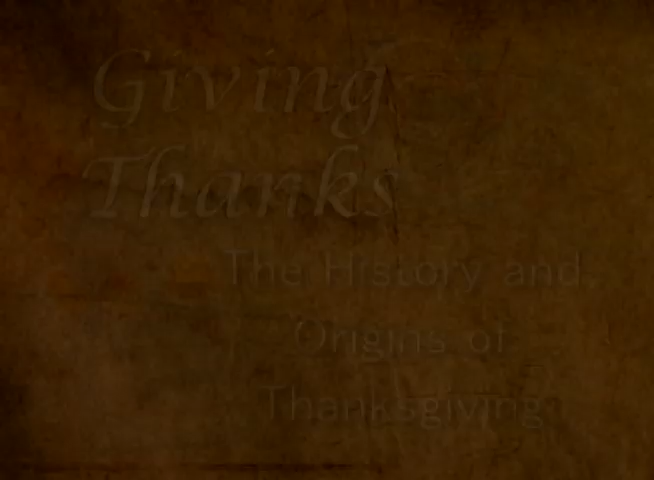 Giving
Thanks
The History and
Origins of
Thanksgiving